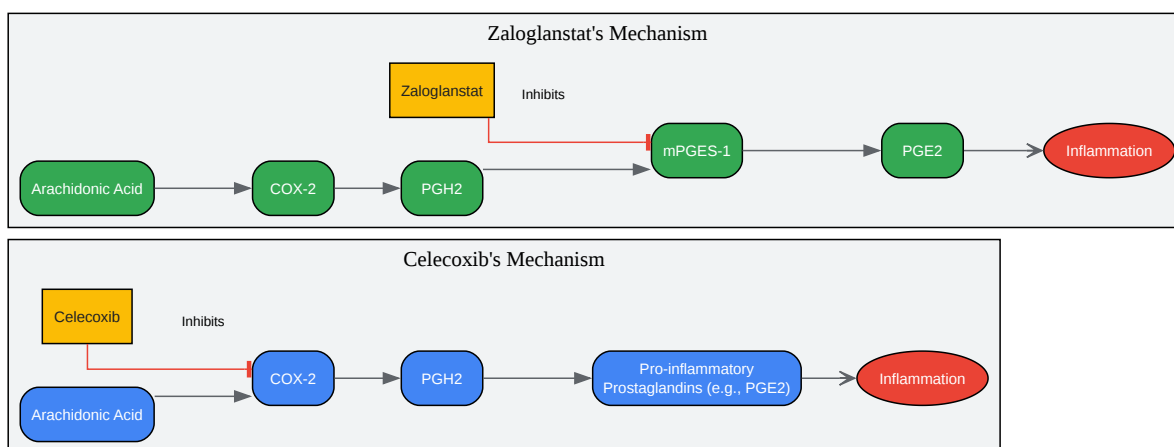 Zaloglanstat's Mechanism
Zaloglanstat
Inhibits
mPGES-1
PGE2
Inflammation
Arachidonic Acid
COX-2
PGH2
Celecoxib's Mechanism
Celecoxib
Inhibits
COX-2
PGH2
Pro-inflammatory
Prostaglandins (e.g., PGE2)
Inflammation
Arachidonic Acid